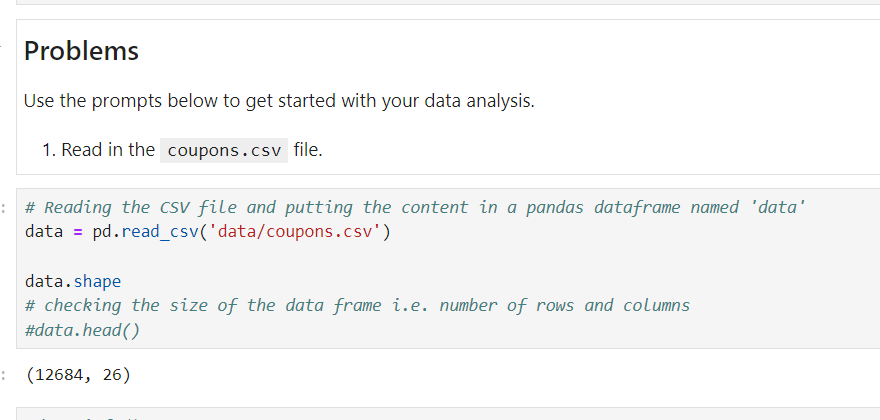 Problems
Use the prompts below to get started with your data analysis.
1. Read in the coupons.csv file.
# Reading the CSV file and putting the content in a pandas dataframe named 'data'
data = pd.read_csv('data/coupons.csv')
data.shape
# checking the size of the data frame i.e. number of rows and columns
#data.head()
(12684, 26)